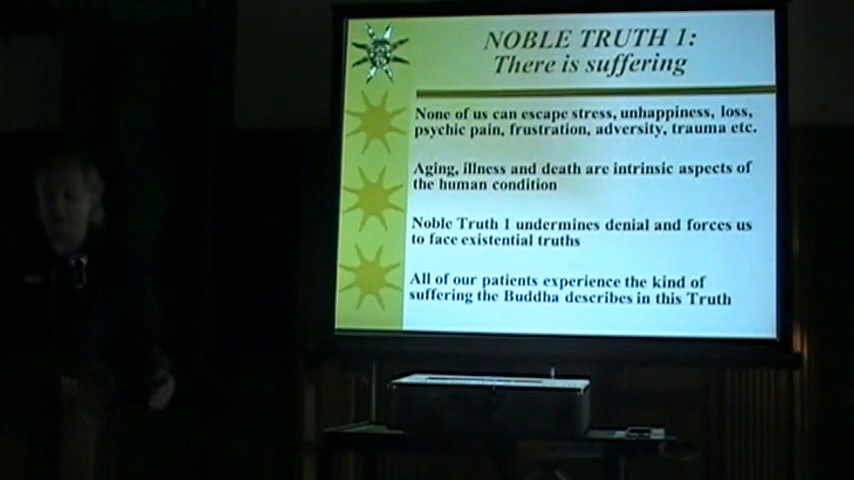 NOBLE TRUTH 1:
There is suffering
None of us can escape stress, unhappiness, loss,
psychic pain, frustration, adversity, trauma etc.
Aging, illness and death are intrinsic aspects of
the human condition
Noble Truth 1 undermines denial and forces us
to face existential truths
All of our patients experience the kind of
suffering the Buddha describes in this Truth